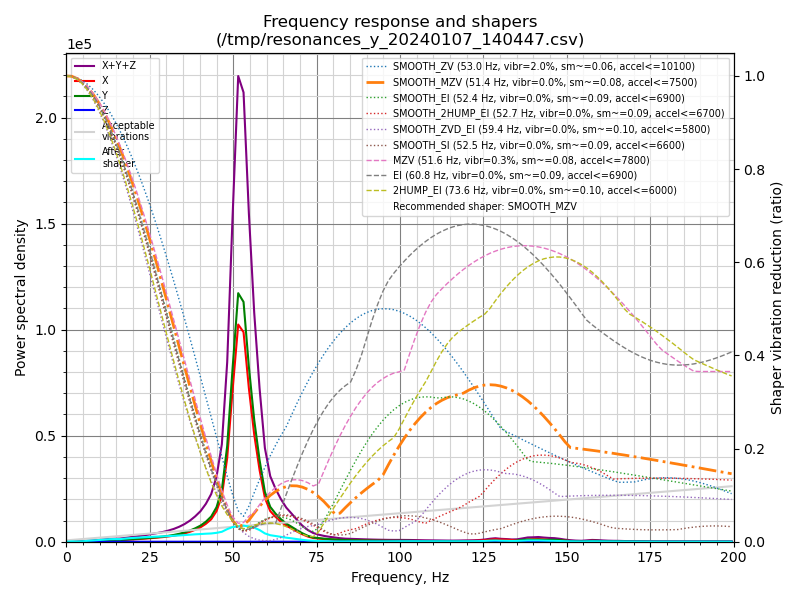 Frequency response and shapers
(/tmp/resonances_y_20240107_140447.csv)
1e5
X+Y+Z
X
Y
Z
Acceptable
vibrations
After
shaper
SMOOTH_ZV (53.0 Hz, vibr=2.0%, sm~=0.06, accel<=10100)
SMOOTH_MZV (51.4 Hz, vibr=0.0%, sm~=0.08, accel<=7500)
SMOOTH_EI (52.4 Hz, vibr=0.0%, sm~=0.09, accel<=6900)
SMOOTH_2HUMP_EI (52.7 Hz, vibr=0.0%, sm~=0.09, accel<=6700)
SMOOTH_ZVD_EI (59.4 Hz, vibr=0.0%, sm~=0.10, accel<=5800)
SMOOTH_SI (52.5 Hz, vibr=0.0%, sm~=0.09, accel<=6600)
MZV (51.6 Hz, vibr=0.3%, sm~=0.08, accel<=7800)
EI (60.8 Hz, vibr=0.0%, sm~=0.09, accel<=6900)
2HUMP_EI (73.6 Hz, vibr=0.0%, sm~=0.10, accel<=6000)
Recommended shaper: SMOOTH_MZV
Power spectral density
2.0
1.5
1.0
0.5
0.0
1.0
0.8
0.6
0.4
0.2
0.0
Shaper vibration reduction (ratio)
0 25 50 75 100 125 150 175 200
Frequency, Hz